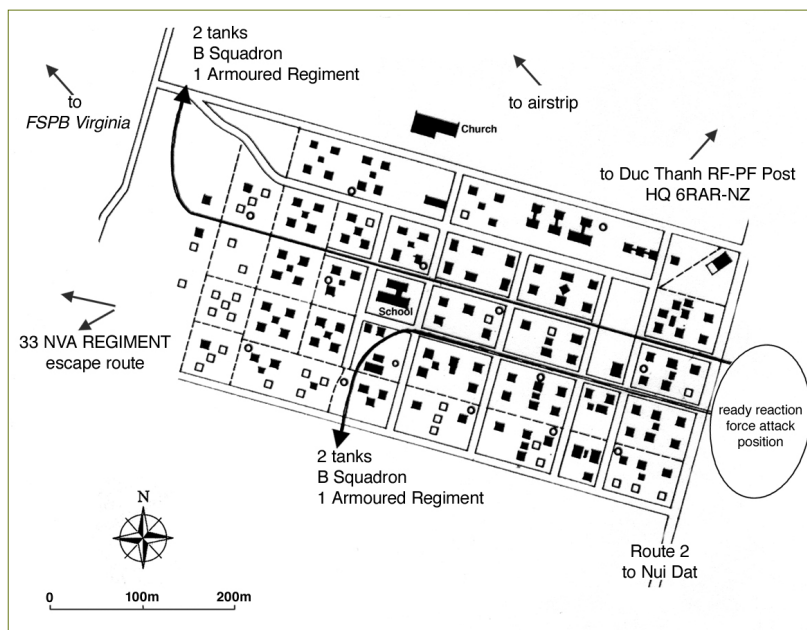 2 tanks
B Squadron
1 Armoured Regiment
to
FSPB Virginia
to airstrip
Church
to Duc Thanh RF-PF Post
HQ 6RAR-NZ
School
33 NVA REGIMENT
escape route
ready reaction
force attack
position
2 tanks
B Squadron
1 Armoured Regiment
N
Route 2
to Nui Dat
0 100m 200m